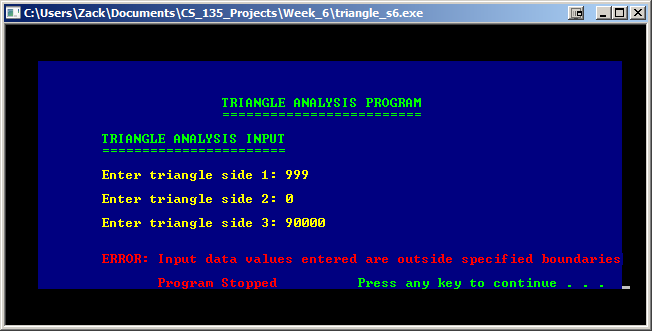 C:\Users\Zack\Documents\CS_135_Projects\Week_6\triangle_s6.exe
TRIANGLE ANALYSIS PROGRAM
=========================
TRIANGLE ANALYSIS INPUT
=======================
Enter triangle side 1: 999
Enter triangle side 2: 0
Enter triangle side 3: 90000
ERROR: Input data values entered are outside specified boundaries
Program Stopped Press any key to continue . . .